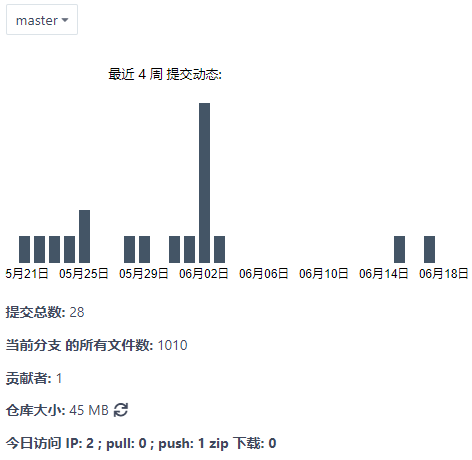 master
最近 4 周 提交动态:
5月21日 05月25日 05月29日 06月02日 06月06日 06月10日 06月14日 06月18日
提交总数: 28
当前分支 的所有文件数: 1010
贡献者: 1
仓库大小: 45 MB
今日访问 IP: 2 ; pull: 0 ; push: 1 zip 下载: 0